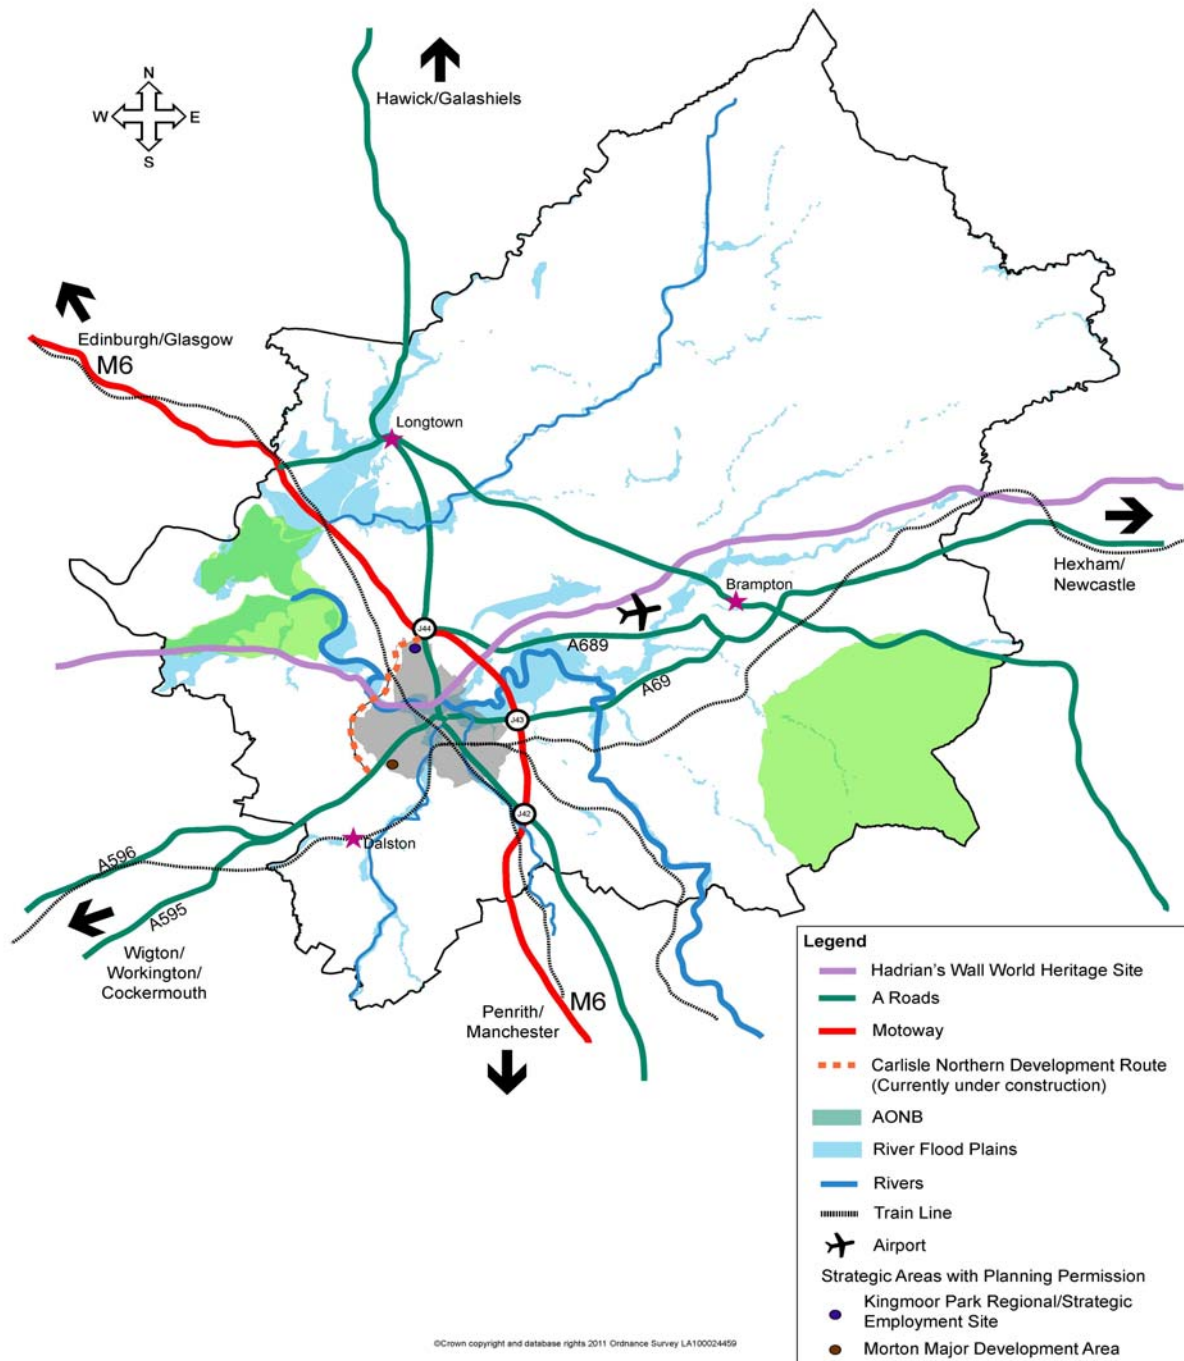 N
W
E
S
Hawick/Galashiels
Edinburgh/Glasgow
M6
Longtown
Hexham/
Newcastle
Brampton
J44
A689
A69
J43
J42
Dalston
A596
A595
Wigton/
Workington/
Cockermouth
Penrith/
Manchester
M6
Legend
Hadrian's Wall World Heritage Site
A Roads
Motoway
Carlisle Northern Development Route
(Currently under construction)
AONB
River Flood Plains
Rivers
Train Line
Airport
Strategic Areas with Planning Permission
Kingmoor Park Regional/Strategic
Employment Site
Morton Major Development Area
©Crown copyright and database rights 2011 Ordnance Survey LA100024459